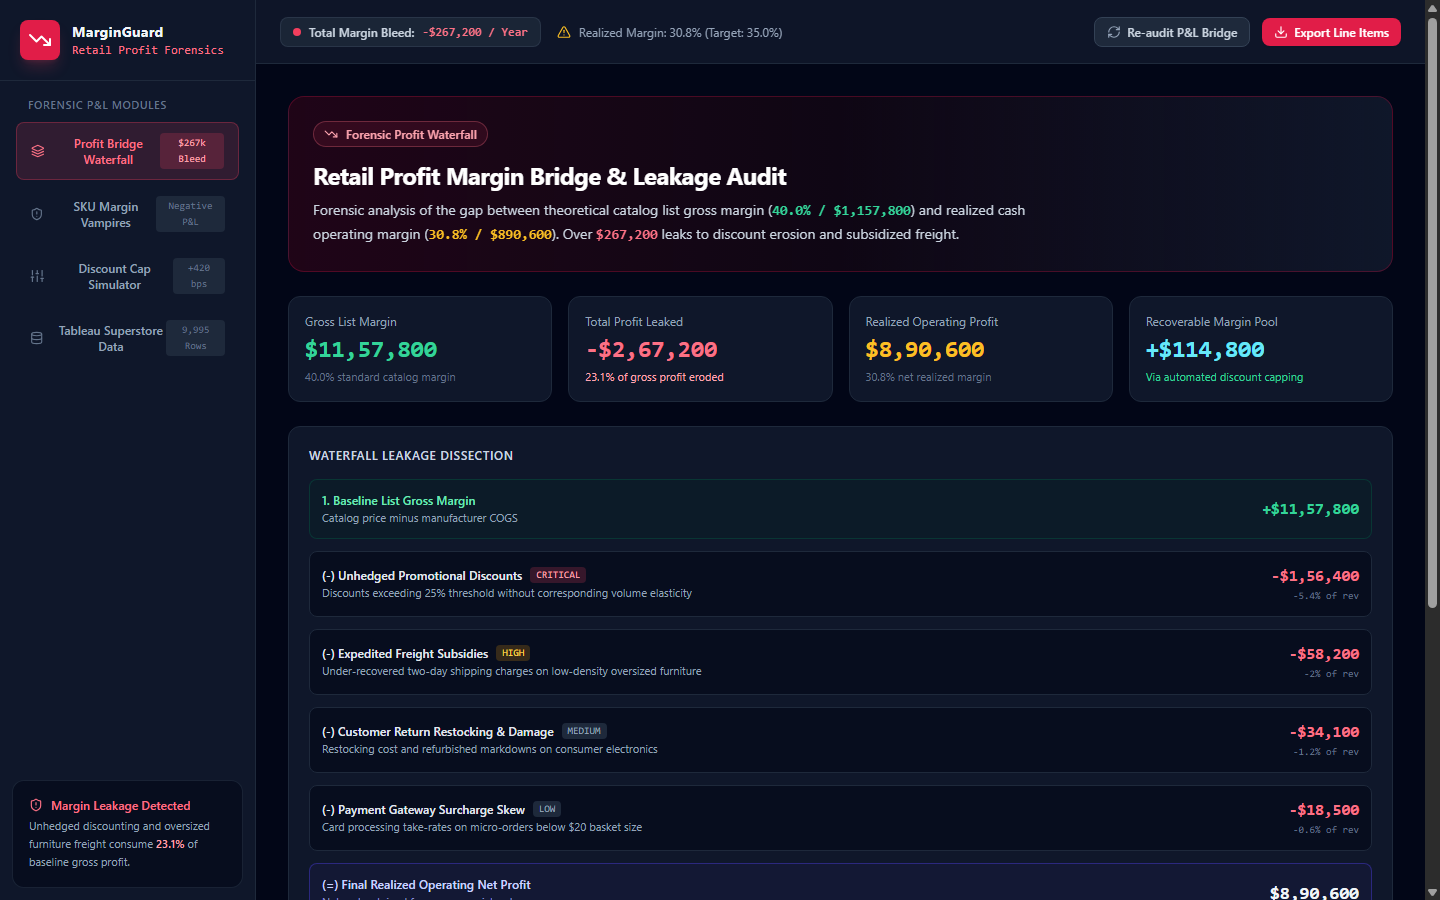 MarginGuard
Retail Profit Forensics
FORENSIC P&L MODULES
Profit Bridge Waterfall
$267k Bleed
SKU Margin Vampires
Negative P&L
Discount Cap Simulator
+420 bps
Tableau Superstore Data
9,995 Rows
Margin Leakage Detected
Unhedged discounting and oversized
furniture freight consume 23.1% of
baseline gross profit.
Total Margin Bleed: -$267,200 / Year
Realized Margin: 30.8% (Target: 35.0%)
Re-audit P&L Bridge
Export Line Items
Forensic Profit Waterfall
Retail Profit Margin Bridge & Leakage Audit
Forensic analysis of the gap between theoretical catalog list gross margin (40.0% / $1,157,800) and realized cash
operating margin (30.8% / $890,600). Over $267,200 leaks to discount erosion and subsidized freight.
Gross List Margin
$11,57,800
40.0% standard catalog margin
Total Profit Leaked
-$2,67,200
23.1% of gross profit eroded
Realized Operating Profit
$8,90,600
30.8% net realized margin
Recoverable Margin Pool
+$114,800
Via automated discount capping
WATERFALL LEAKAGE DISSECTION
1. Baseline List Gross Margin
Catalog price minus manufacturer COGS
+$11,57,800
(-) Unhedged Promotional Discounts CRITICAL
Discounts exceeding 25% threshold without corresponding volume elasticity
-$1,56,400
-5.4% of rev
(-) Expedited Freight Subsidies HIGH
Under-recovered two-day shipping charges on low-density oversized furniture
-$58,200
-2% of rev
(-) Customer Return Restocking & Damage MEDIUM
Restocking cost and refurbished markdowns on consumer electronics
-$34,100
-1.2% of rev
(-) Payment Gateway Surcharge Skew LOW
Card processing take-rates on micro-orders below $20 basket size
-$18,500
-0.6% of rev
(=) Final Realized Operating Net Profit
$8,90,600